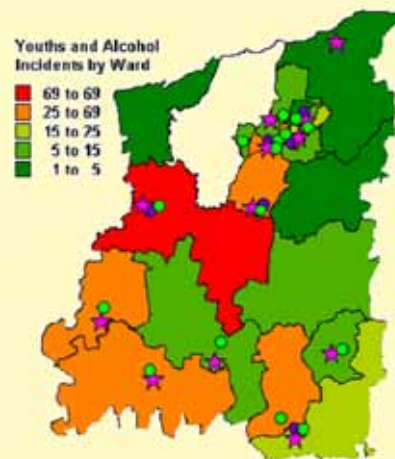 Youths and Alcohol
Incidents by Ward
69 to 69
25 to 69
15 to 25
5 to 15
1 to 5